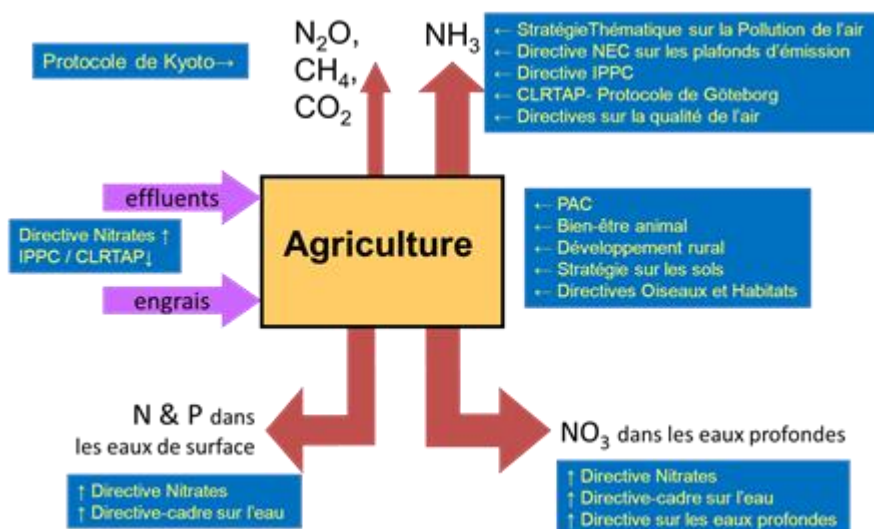 Protocole de Kyoto→
N₂O,
CH₄,
CO₂
NH₃
← StratégieThématique sur la Pollution de l'air
← Directive NEC sur les plafonds d'émission
← Directive IPPC
← CLRTAP- Protocole de Göteborg
← Directives sur la qualité de l'air
effluents
Directive Nitrates ↑
IPPC / CLRTAP↓
engrais
Agriculture
← PAC
← Bien-être animal
← Développement rural
← Stratégie sur les sols
← Directives Oiseaux et Habitats
N & P dans
les eaux de surface
↑ Directive Nitrates
↑ Directive-cadre sur l'eau
NO₃ dans les eaux profondes
↑ Directive Nitrates
↑ Directive-cadre sur l'eau
↑ Directive sur les eaux profondes